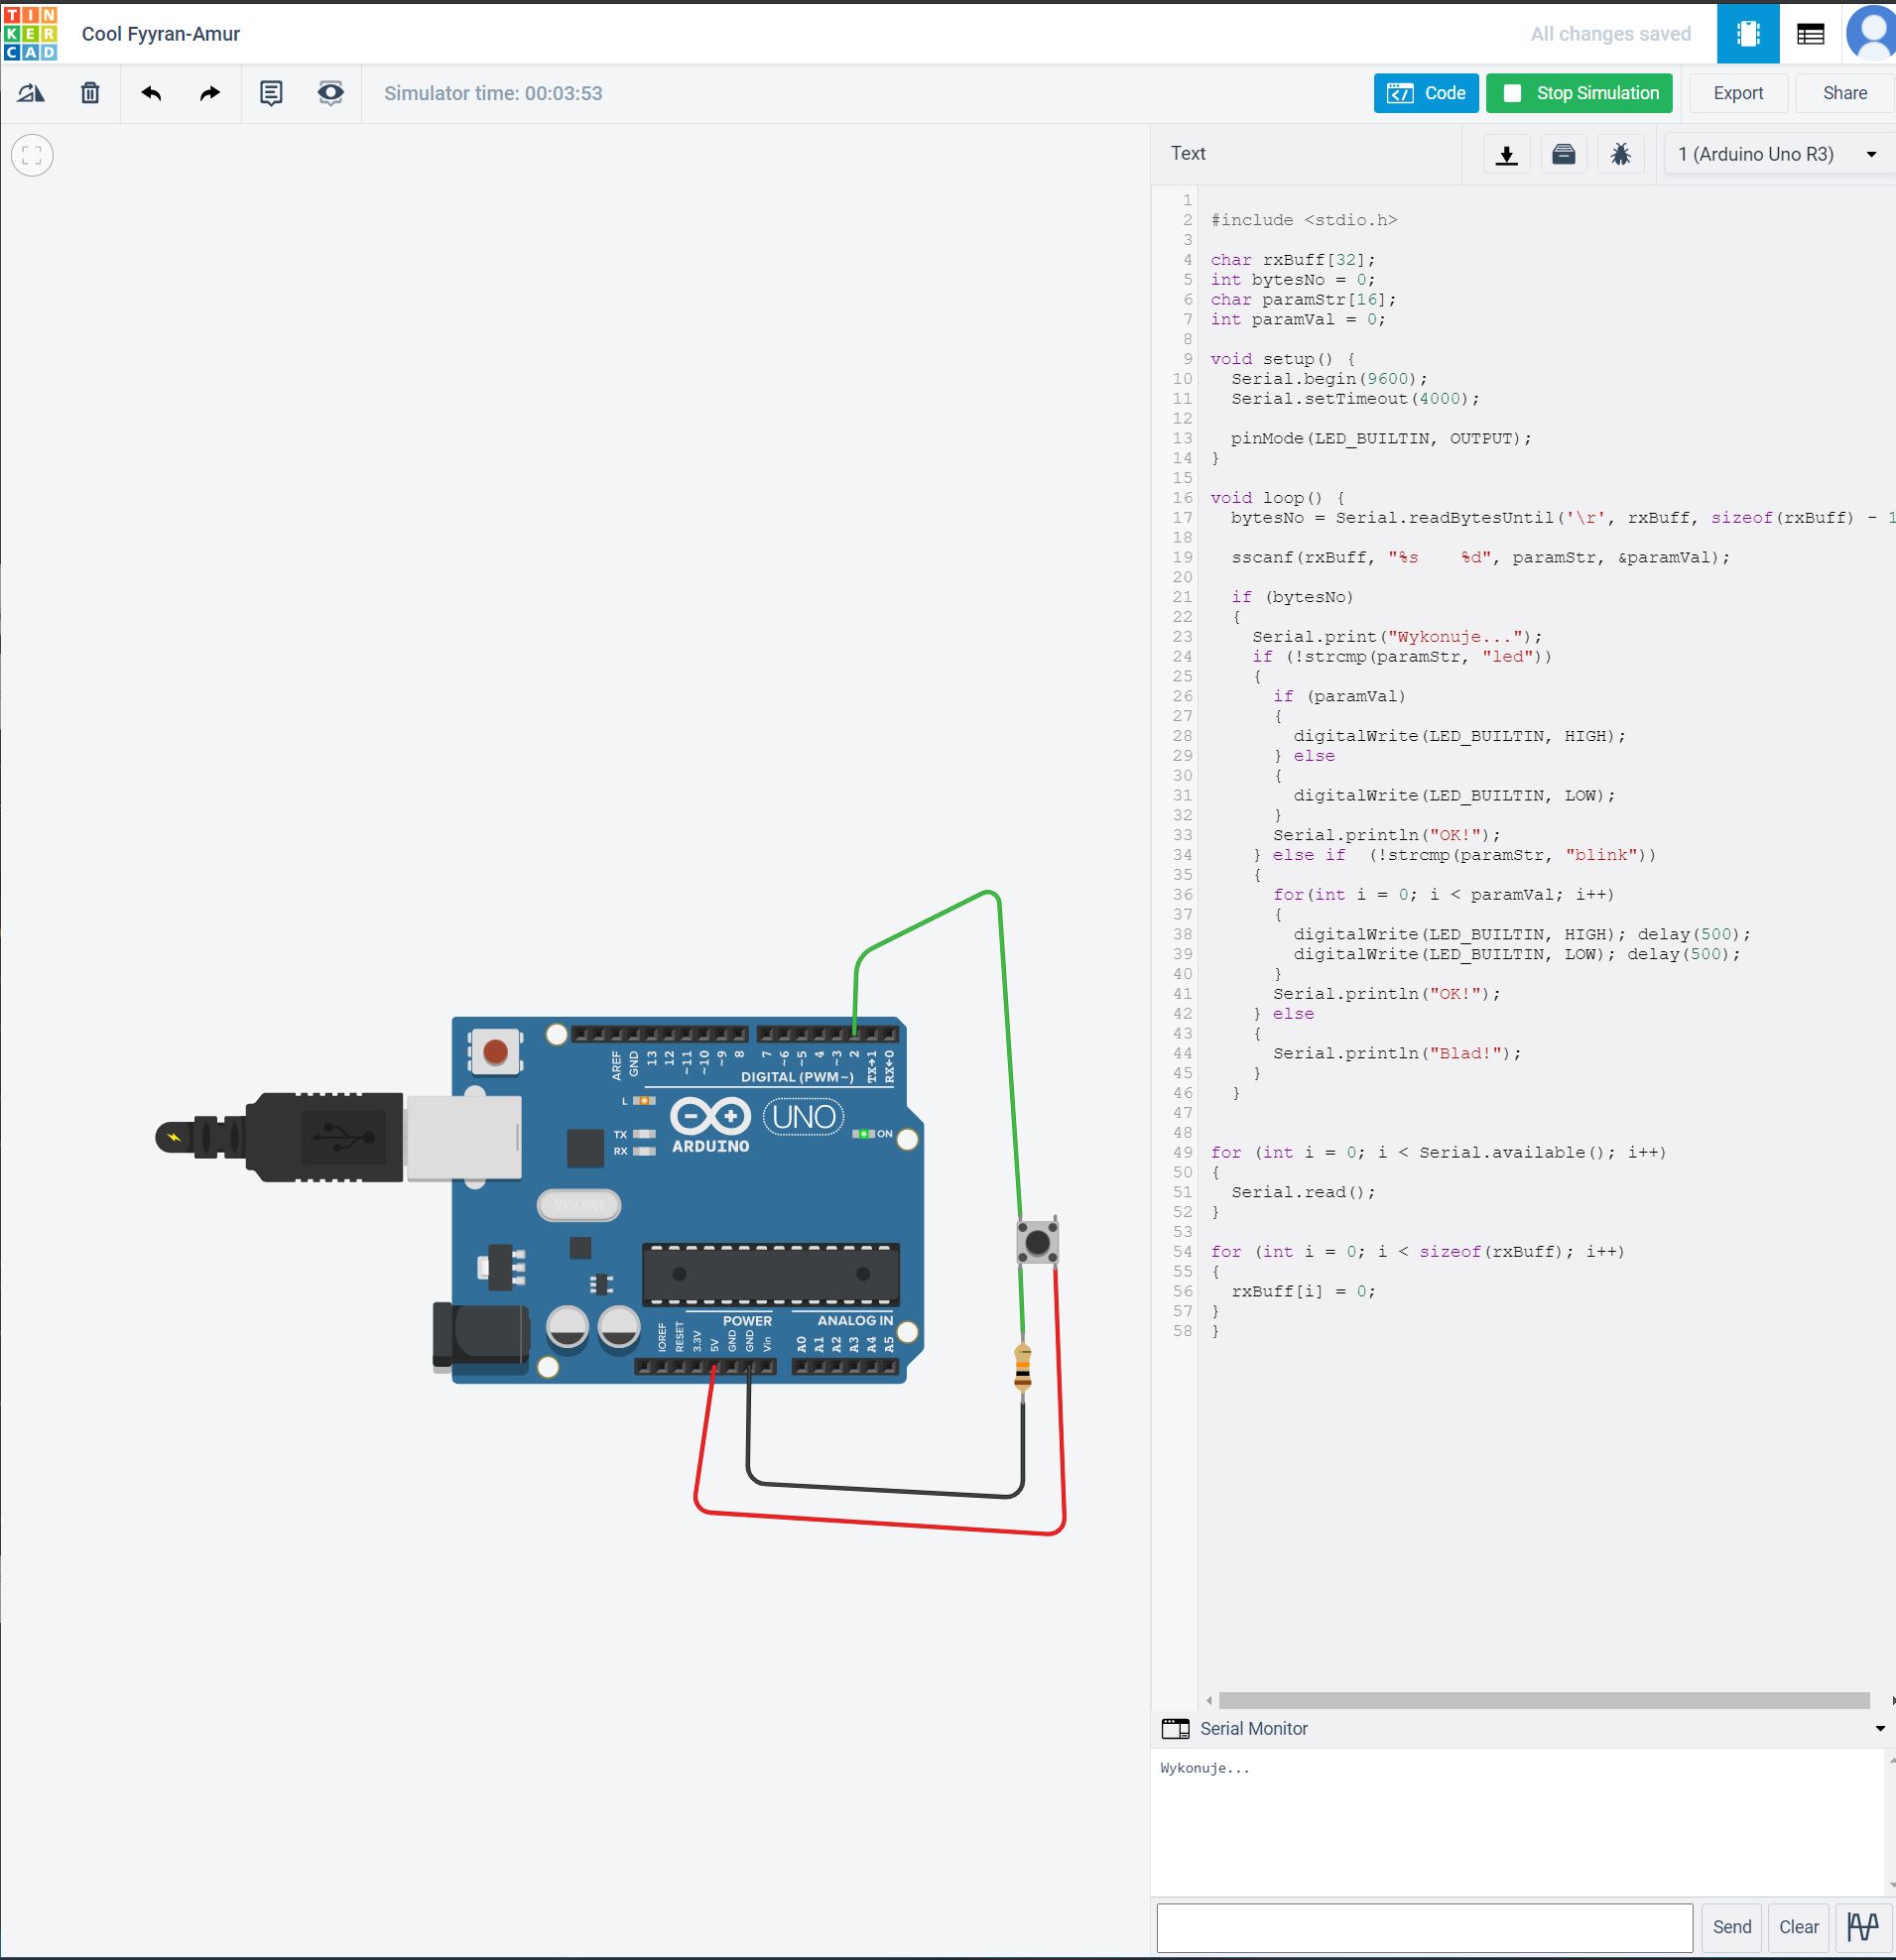 TIN
KER
CAD
Cool Fyyran-Amur
All changes saved
Simulator time: 00:03:53
Code
Stop Simulation
Export
Share
Text
1 (Arduino Uno R3)
1
2 #include <stdio.h>
3
4 char rxBuff[32];
5 int bytesNo = 0;
6 char paramStr[16];
7 int paramVal = 0;
8
9 void setup() {
10   Serial.begin(9600);
11   Serial.setTimeout(4000);
12
13   pinMode(LED_BUILTIN, OUTPUT);
14 }
15
16 void loop() {
17   bytesNo = Serial.readBytesUntil('\r', rxBuff, sizeof(rxBuff) - 1
18
19   sscanf(rxBuff, "%s    %d", paramStr, &paramVal);
20
21   if (bytesNo)
22   {
23     Serial.print("Wykonuje...");
24     if (!strcmp(paramStr, "led"))
25     {
26       if (paramVal)
27       {
28         digitalWrite(LED_BUILTIN, HIGH);
29       } else
30       {
31         digitalWrite(LED_BUILTIN, LOW);
32       }
33       Serial.println("OK!");
34     } else if  (!strcmp(paramStr, "blink"))
35     {
36       for(int i = 0; i < paramVal; i++)
37       {
38         digitalWrite(LED_BUILTIN, HIGH); delay(500);
39         digitalWrite(LED_BUILTIN, LOW); delay(500);
40       }
41       Serial.println("OK!");
42     } else
43     {
44       Serial.println("Blad!");
45     }
46   }
47
48
49 for (int i = 0; i < Serial.available(); i++)
50 {
51   Serial.read();
52 }
53
54 for (int i = 0; i < sizeof(rxBuff); i++)
55 {
56   rxBuff[i] = 0;
57 }
58 }
AREF
GND
13
12
~11
~10
~9
8
7
~6
~5
4
~3
2
TX→1
RX←0
DIGITAL (PWM~)
L
TX
RX
ARDUINO
UNO
ON
POWER
ANALOG IN
IOREF
RESET
3.3V
5V
GND
GND
Vin
A0
A1
A2
A3
A4
A5
Serial Monitor
Wykonuje...
Send
Clear